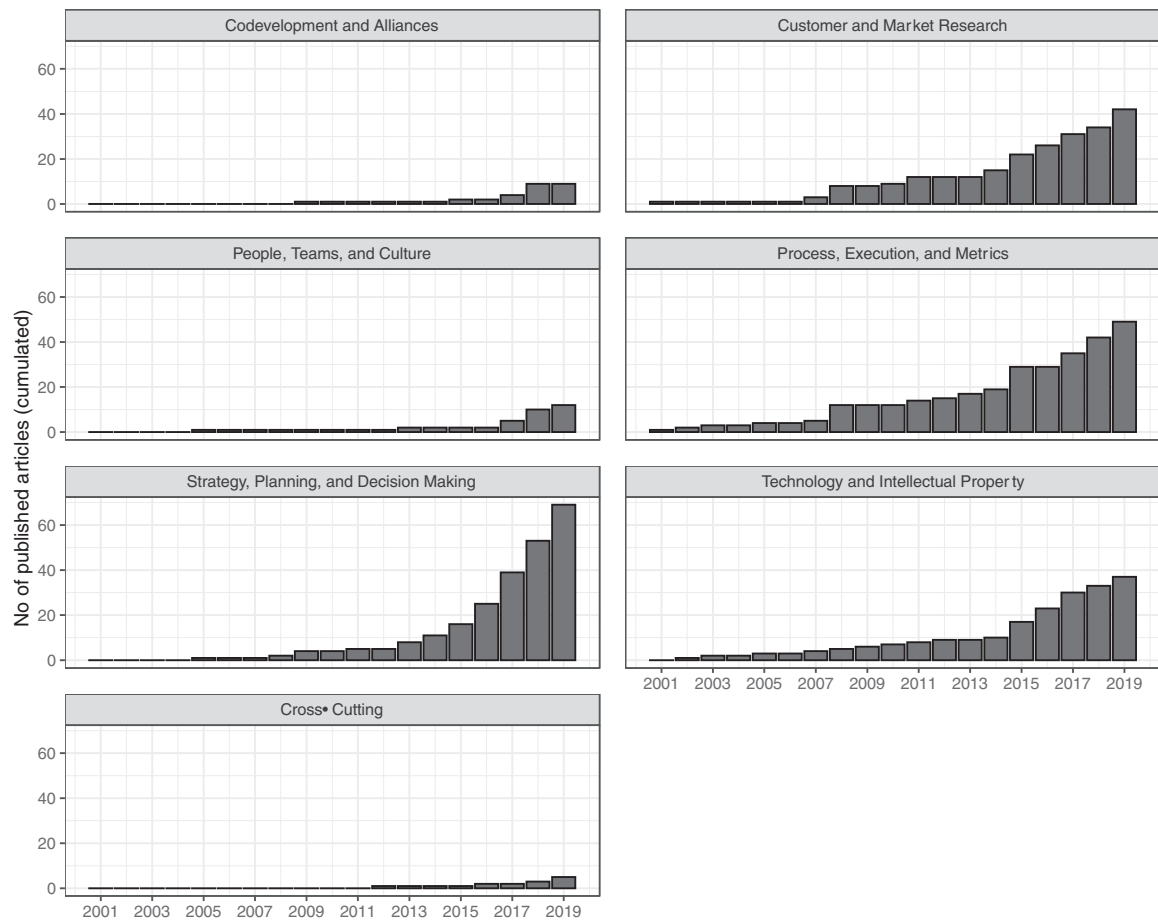 Codevelopment and Alliances
Customer and Market Research
60
40
20
0
People, Teams, and Culture
Process, Execution, and Metrics
60
40
20
0
No of published articles (cumulated)
Strategy, Planning, and Decision Making
Technology and Intellectual Property
60
40
20
0
2001 2003 2005 2007 2009 2011 2013 2015 2017 2019
Cross• Cutting
60
40
20
0
2001 2003 2005 2007 2009 2011 2013 2015 2017 2019